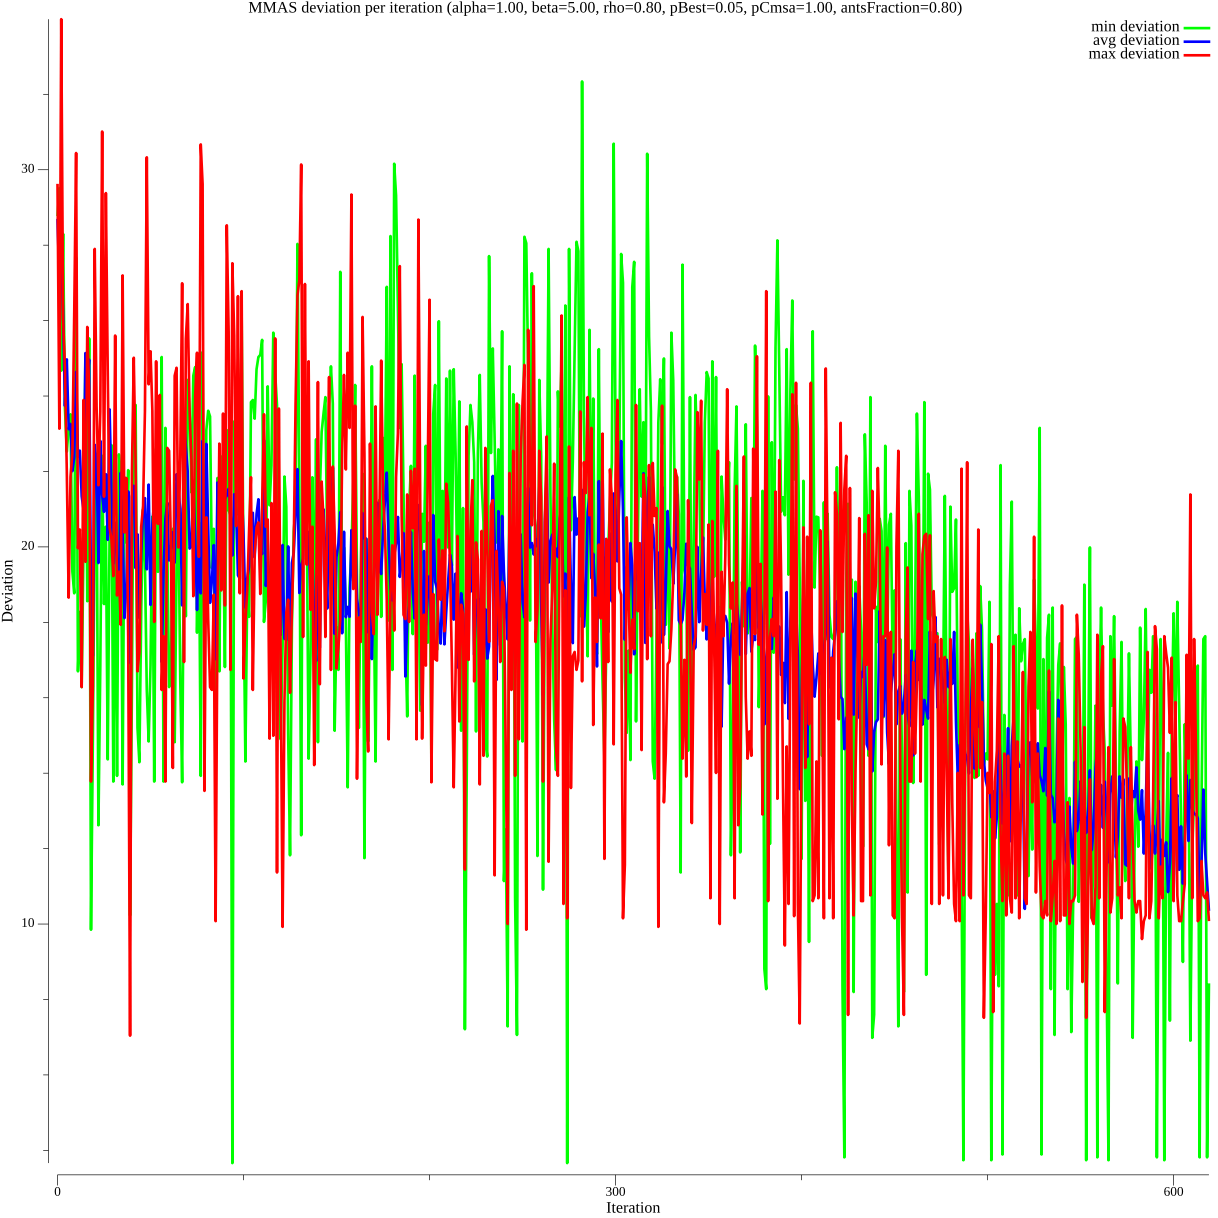 MMAS deviation per iteration (alpha=1.00, beta=5.00, rho=0.80, pBest=0.05, pCmsa=1.00, antsFraction=0.80)
min deviation
avg deviation
max deviation
30
20
10
Deviation
0
300
600
Iteration